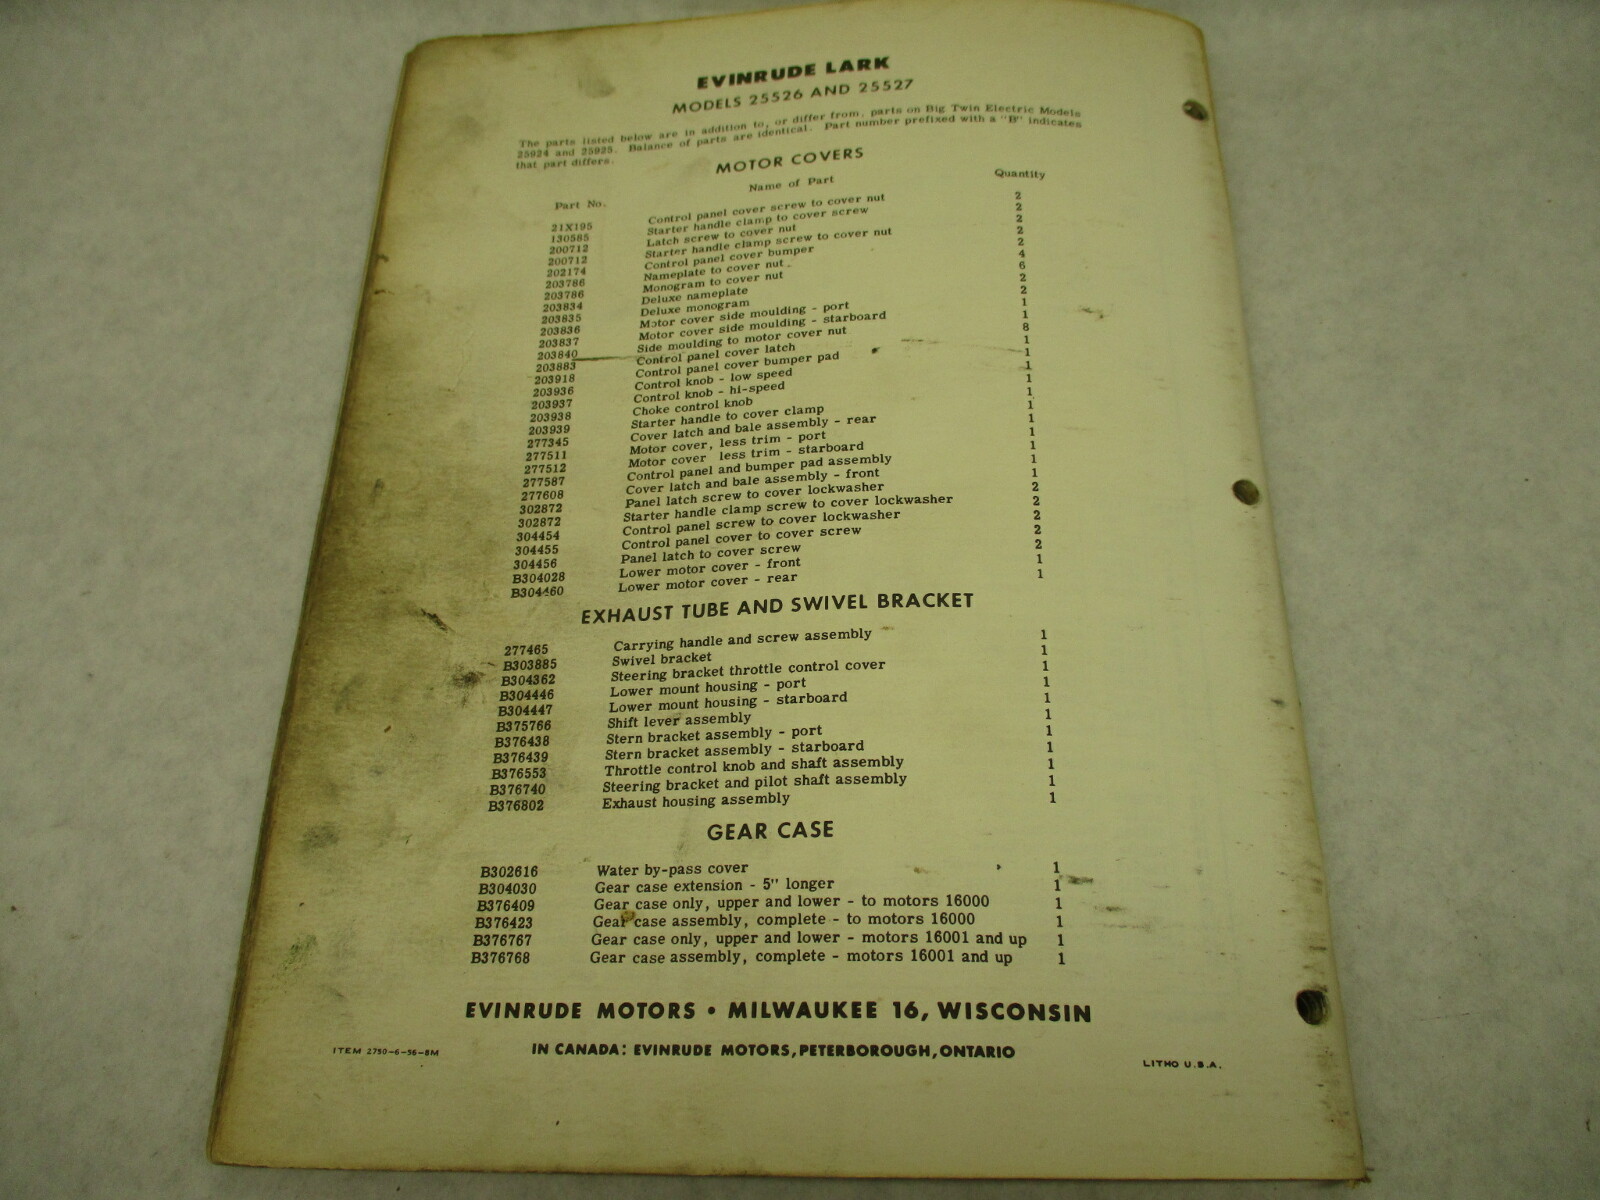 EVINRUDE LARK
MODELS 25526 AND 25527
The parts listed below are in addition to, or differ from, parts on Big Twin Electric Models
25924 and 25925. Balance of parts are identical. Part number prefixed with a "B" indicates
that part differs.
MOTOR COVERS
Part No. Name of Part Quantity
21X195 Control panel cover screw to cover nut 2
130585 Starter handle clamp to cover screw 2
200712 Latch screw to cover nut 2
200712 Starter handle clamp screw to cover nut 2
202174 Control panel cover bumper 2
203786 Nameplate to cover nut 4
203786 Monogram to cover nut 6
203834 Deluxe nameplate 2
203835 Deluxe monogram 2
203836 Motor cover side moulding - port 1
203837 Motor cover side moulding - starboard 1
203840 Side moulding to motor cover nut 8
203883 Control panel cover latch 1
203918 Control panel cover bumper pad 1
203936 Control knob - low speed 1
203937 Control knob - hi-speed 1
203938 Choke control knob 1
203939 Starter handle to cover clamp 1
277345 Cover latch and bale assembly - rear 1
277511 Motor cover, less trim - port 1
277512 Motor cover less trim - starboard 1
277587 Control panel and bumper pad assembly 1
277608 Cover latch and bale assembly - front 1
302872 Panel latch screw to cover lockwasher 2
302872 Starter handle clamp screw to cover lockwasher 2
304454 Control panel screw to cover lockwasher 2
304455 Control panel cover to cover screw 2
304456 Panel latch to cover screw 2
B304028 Lower motor cover - front 1
B304460 Lower motor cover - rear 1
EXHAUST TUBE AND SWIVEL BRACKET
277465 Carrying handle and screw assembly 1
B303885 Swivel bracket 1
B304362 Steering bracket throttle control cover 1
B304446 Lower mount housing - port 1
B304447 Lower mount housing - starboard 1
B375766 Shift lever assembly 1
B376438 Stern bracket assembly - port 1
B376439 Stern bracket assembly - starboard 1
B376553 Throttle control knob and shaft assembly 1
B376740 Steering bracket and pilot shaft assembly 1
B376802 Exhaust housing assembly 1
GEAR CASE
B302616 Water by-pass cover 1
B304030 Gear case extension - 5" longer 1
B376409 Gear case only, upper and lower - to motors 16000 1
B376423 Gear case assembly, complete - to motors 16000 1
B376767 Gear case only, upper and lower - motors 16001 and up 1
B376768 Gear case assembly, complete - motors 16001 and up 1
EVINRUDE MOTORS • MILWAUKEE 16, WISCONSIN
IN CANADA: EVINRUDE MOTORS, PETERBOROUGH, ONTARIO
ITEM 2750-6-56-8M
LITHO U.S.A.